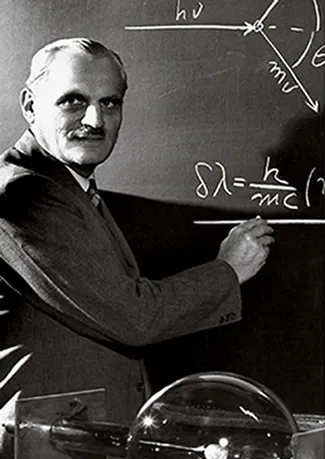 hν
θ
mv
δλ = h/mc (